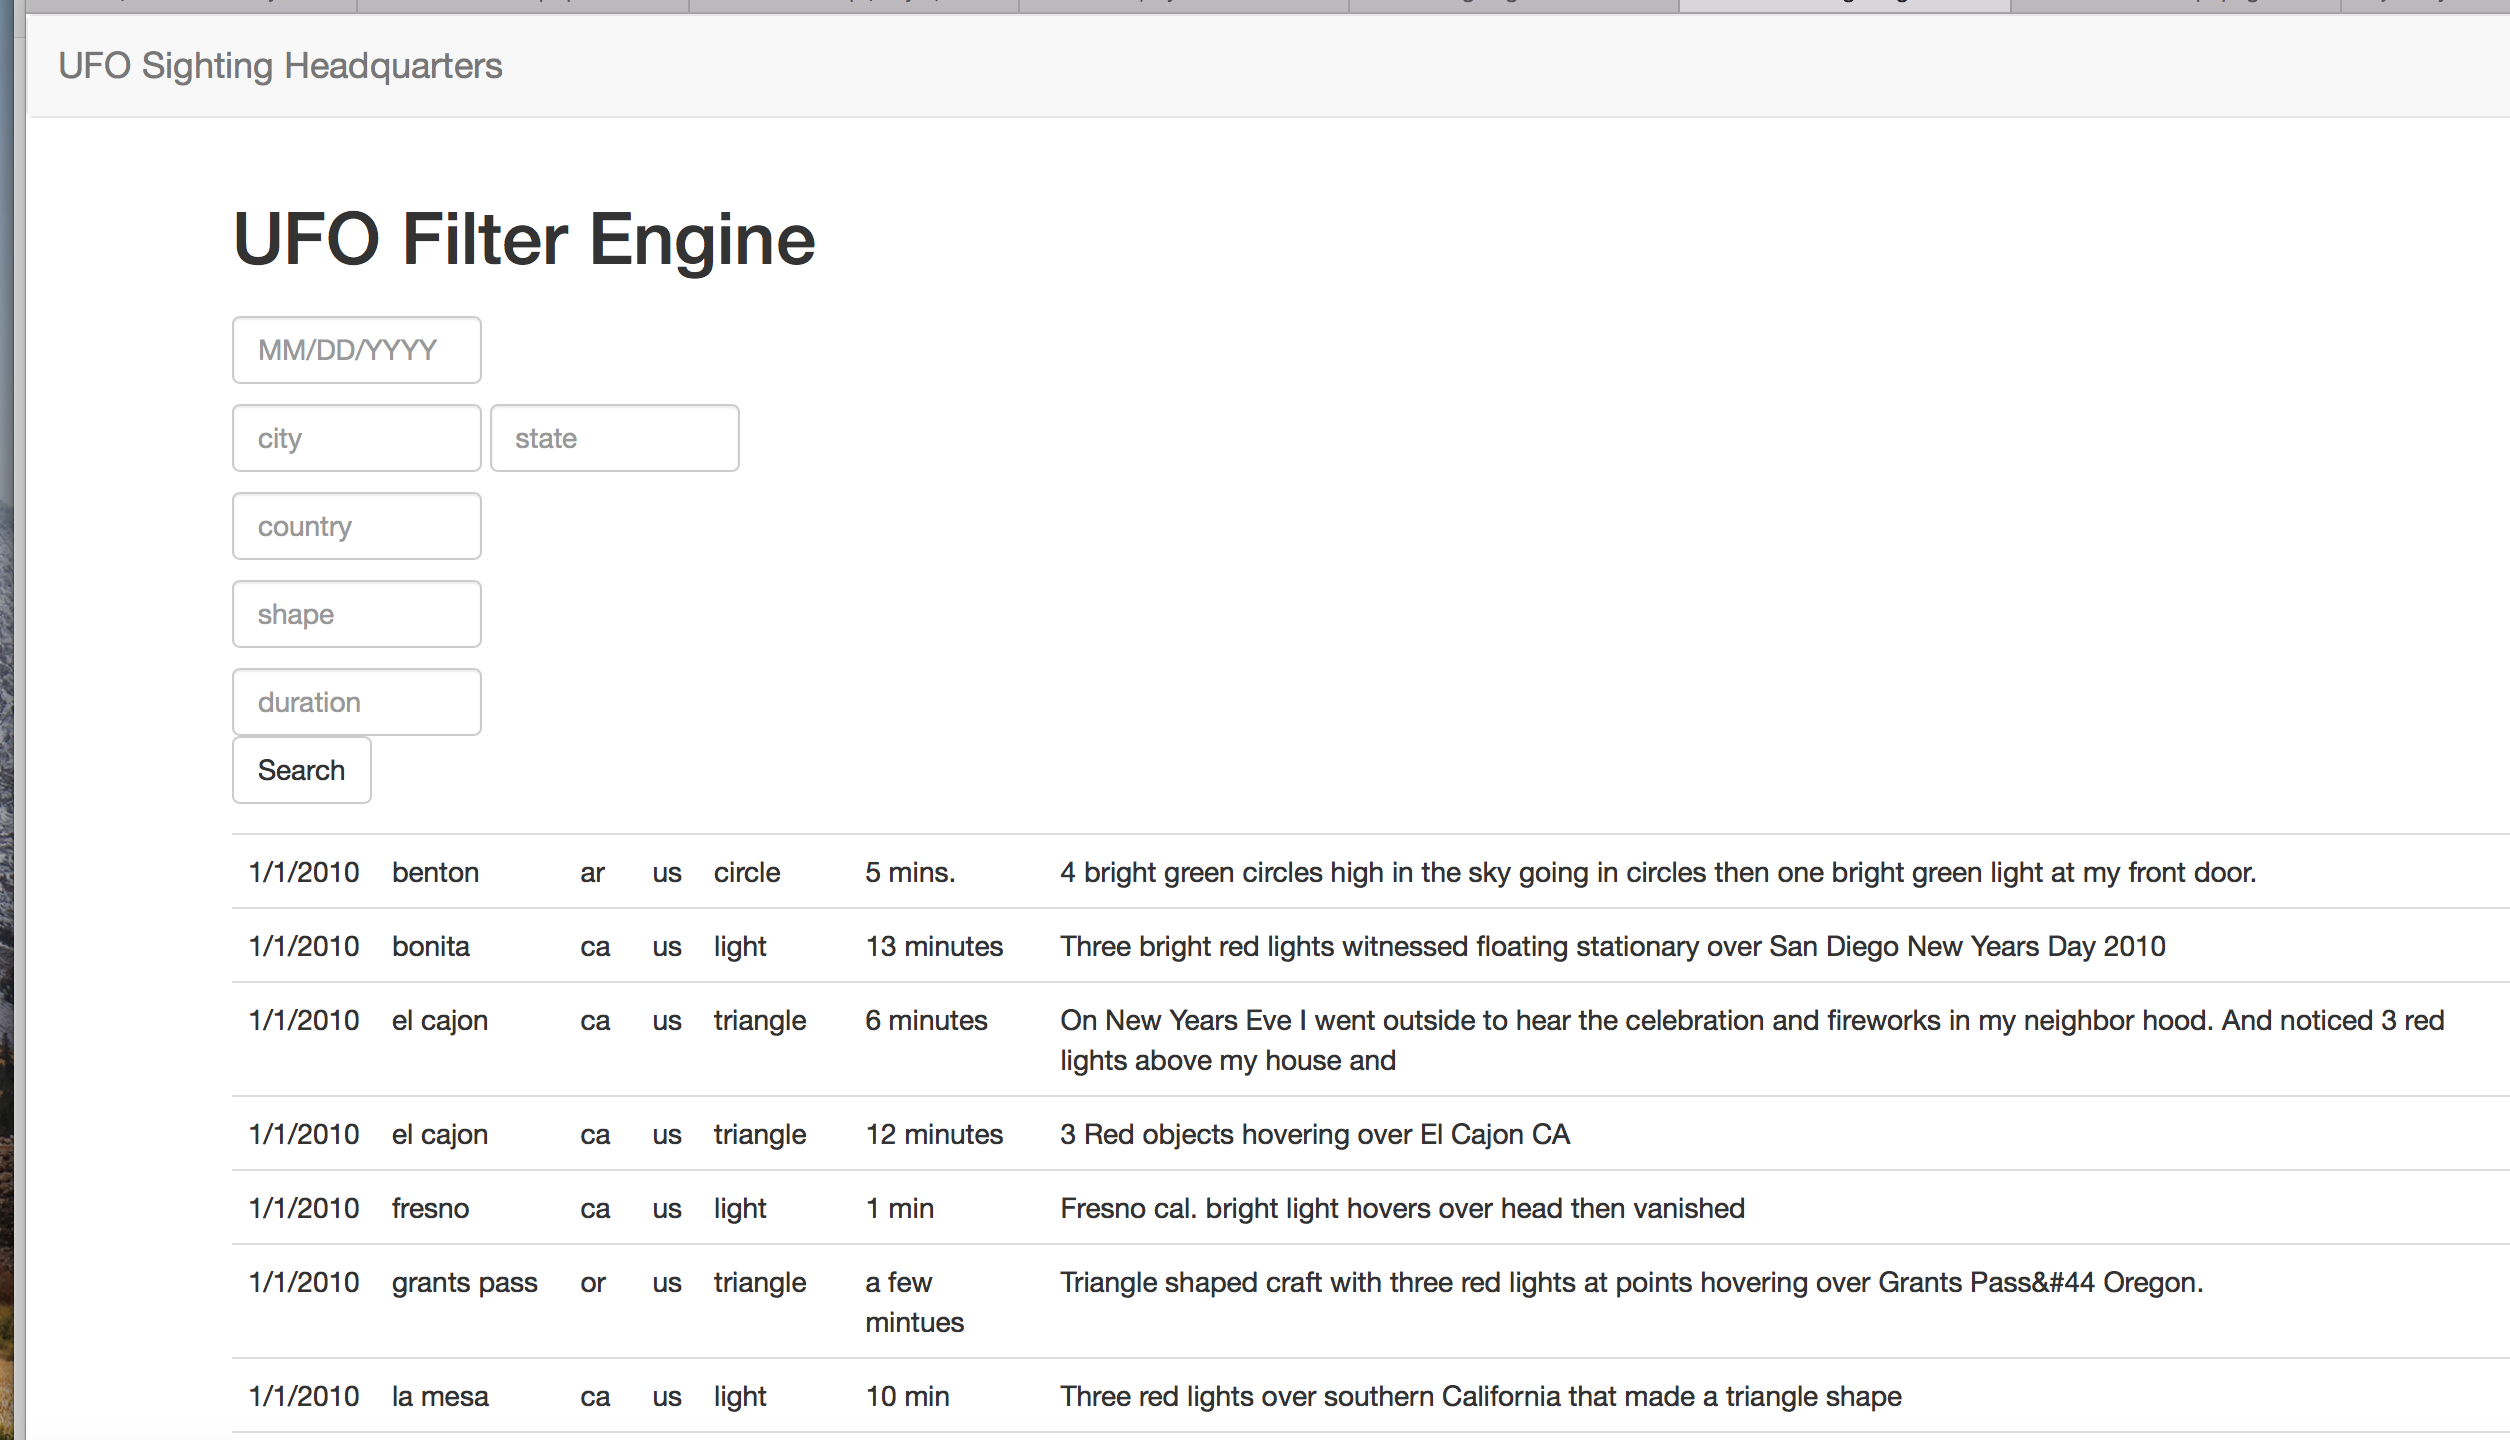 UFO Sighting Headquarters
UFO Filter Engine
MM/DD/YYYY
city state
country
shape
duration
Search
1/1/2010 benton ar us circle 5 mins. 4 bright green circles high in the sky going in circles then one bright green light at my front door.
1/1/2010 bonita ca us light 13 minutes Three bright red lights witnessed floating stationary over San Diego New Years Day 2010
1/1/2010 el cajon ca us triangle 6 minutes On New Years Eve I went outside to hear the celebration and fireworks in my neighbor hood. And noticed 3 red
lights above my house and
1/1/2010 el cajon ca us triangle 12 minutes 3 Red objects hovering over El Cajon CA
1/1/2010 fresno ca us light 1 min Fresno cal. bright light hovers over head then vanished
1/1/2010 grants pass or us triangle a few Triangle shaped craft with three red lights at points hovering over Grants Pass&#44 Oregon.
mintues
1/1/2010 la mesa ca us light 10 min Three red lights over southern California that made a triangle shape